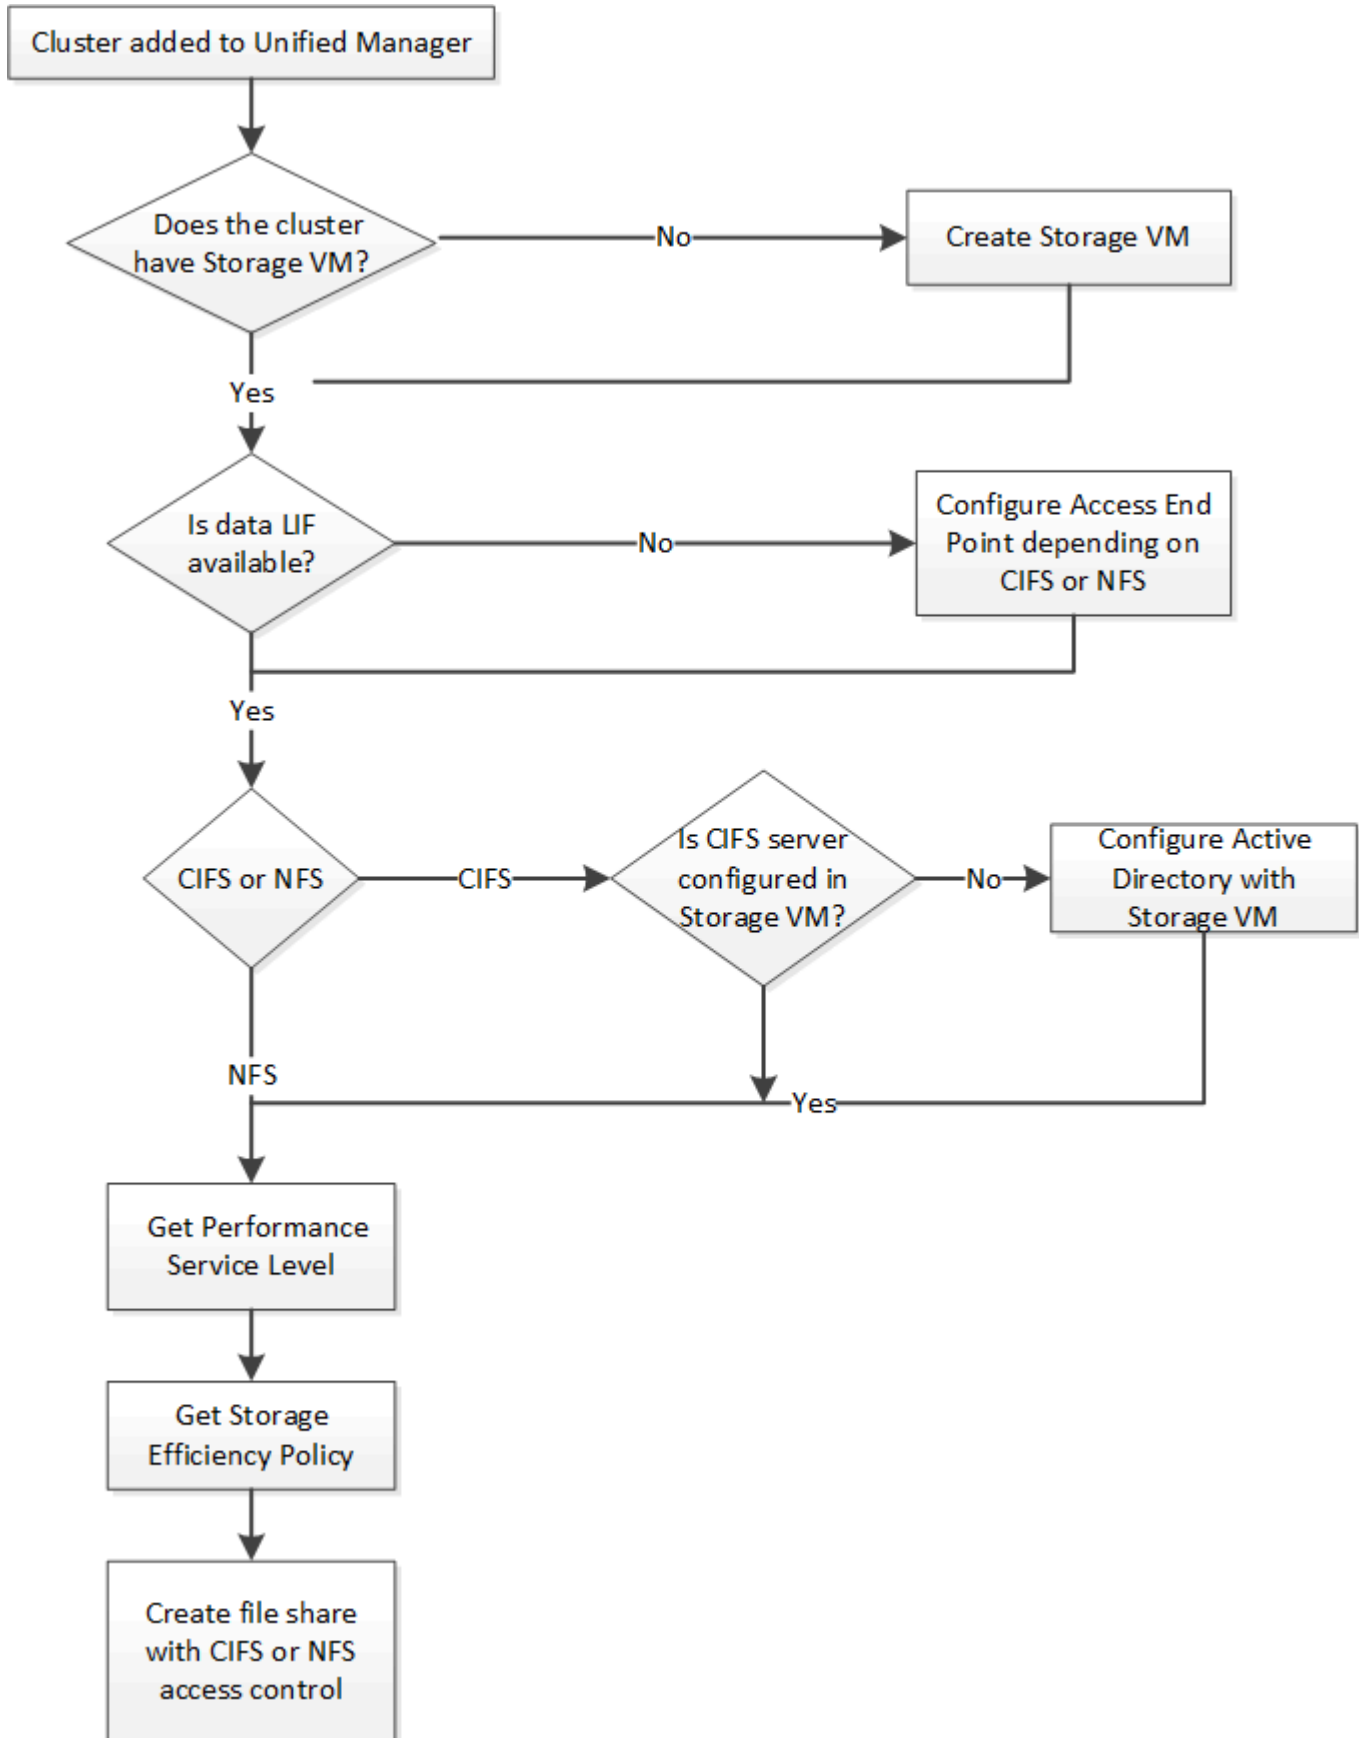 Cluster added to Unified Manager
Does the cluster
have Storage VM?
No
Create Storage VM
Yes
Is data LIF
available?
No
Configure Access End
Point depending on
CIFS or NFS
Yes
CIFS or NFS
CIFS
Is CIFS server
configured in
Storage VM?
No
Configure Active
Directory with
Storage VM
NFS
Yes
Get Performance
Service Level
Get Storage
Efficiency Policy
Create file share
with CIFS or NFS
access control